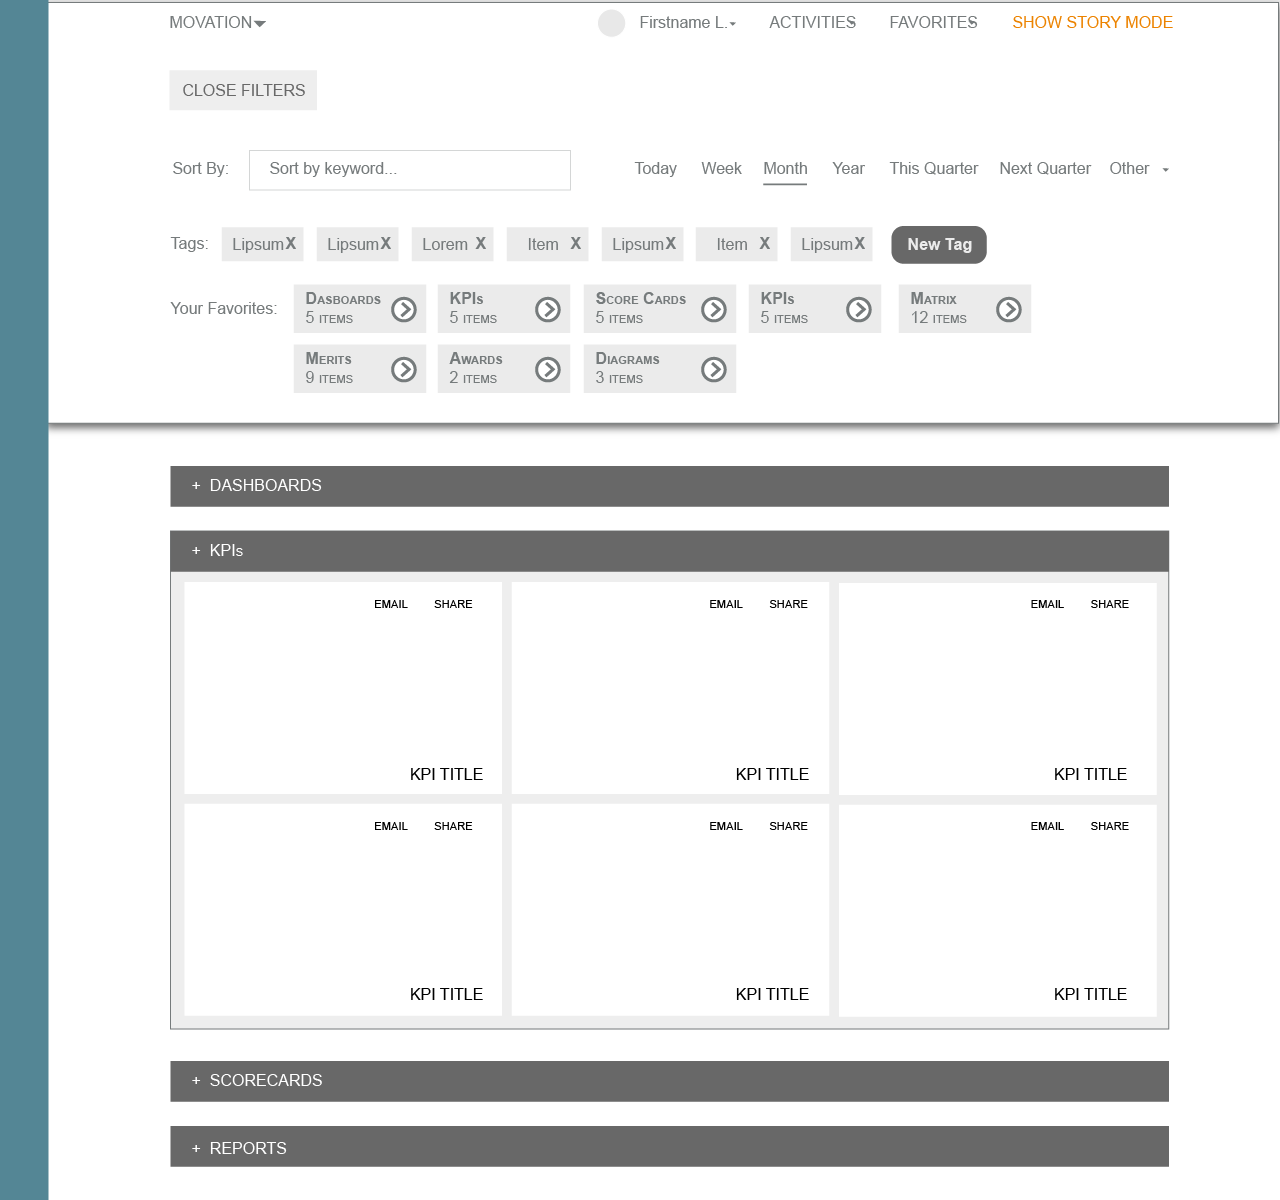 MOVATION Firstname L. ACTIVITIES FAVORITES SHOW STORY MODE
CLOSE FILTERS
Sort By: Sort by keyword... Today Week Month Year This Quarter Next Quarter Other
Tags: Lipsum X Lipsum X Lorem X Item X Lipsum X Item X Lipsum X New Tag
Your Favorites:
DASBOARDS KPIs SCORE CARDS KPIs MATRIX
5 ITEMS 5 ITEMS 5 ITEMS 5 ITEMS 12 ITEMS
MERITS AWARDS DIAGRAMS
9 ITEMS 2 ITEMS 3 ITEMS
+ DASHBOARDS
+ KPIs
EMAIL SHARE EMAIL SHARE EMAIL SHARE
KPI TITLE KPI TITLE KPI TITLE
EMAIL SHARE EMAIL SHARE EMAIL SHARE
KPI TITLE KPI TITLE KPI TITLE
+ SCORECARDS
+ REPORTS